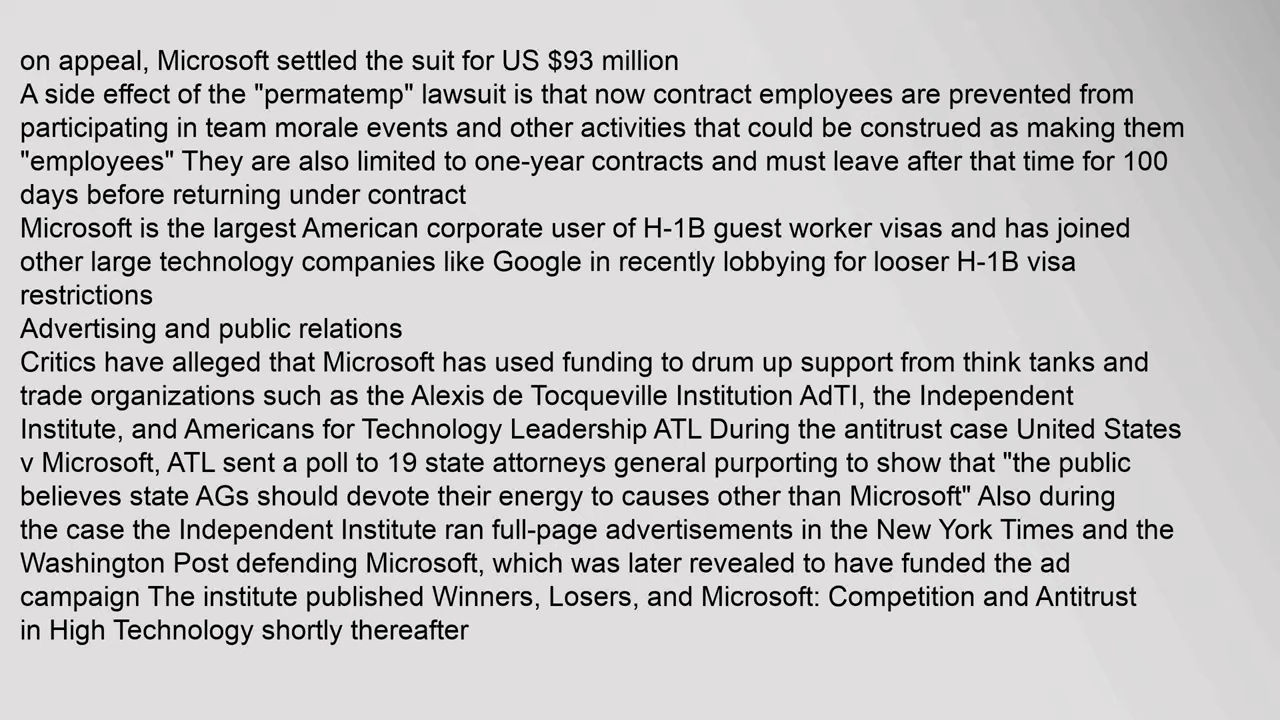 on appeal, Microsoft settled the suit for US $93 million
A side effect of the "permatemp" lawsuit is that now contract employees are prevented from
participating in team morale events and other activities that could be construed as making them
"employees" They are also limited to one-year contracts and must leave after that time for 100
days before returning under contract
Microsoft is the largest American corporate user of H-1B guest worker visas and has joined
other large technology companies like Google in recently lobbying for looser H-1B visa
restrictions
Advertising and public relations
Critics have alleged that Microsoft has used funding to drum up support from think tanks and
trade organizations such as the Alexis de Tocqueville Institution AdTI, the Independent
Institute, and Americans for Technology Leadership ATL During the antitrust case United States
v Microsoft, ATL sent a poll to 19 state attorneys general purporting to show that "the public
believes state AGs should devote their energy to causes other than Microsoft" Also during
the case the Independent Institute ran full-page advertisements in the New York Times and the
Washington Post defending Microsoft, which was later revealed to have funded the ad
campaign The institute published Winners, Losers, and Microsoft: Competition and Antitrust
in High Technology shortly thereafter